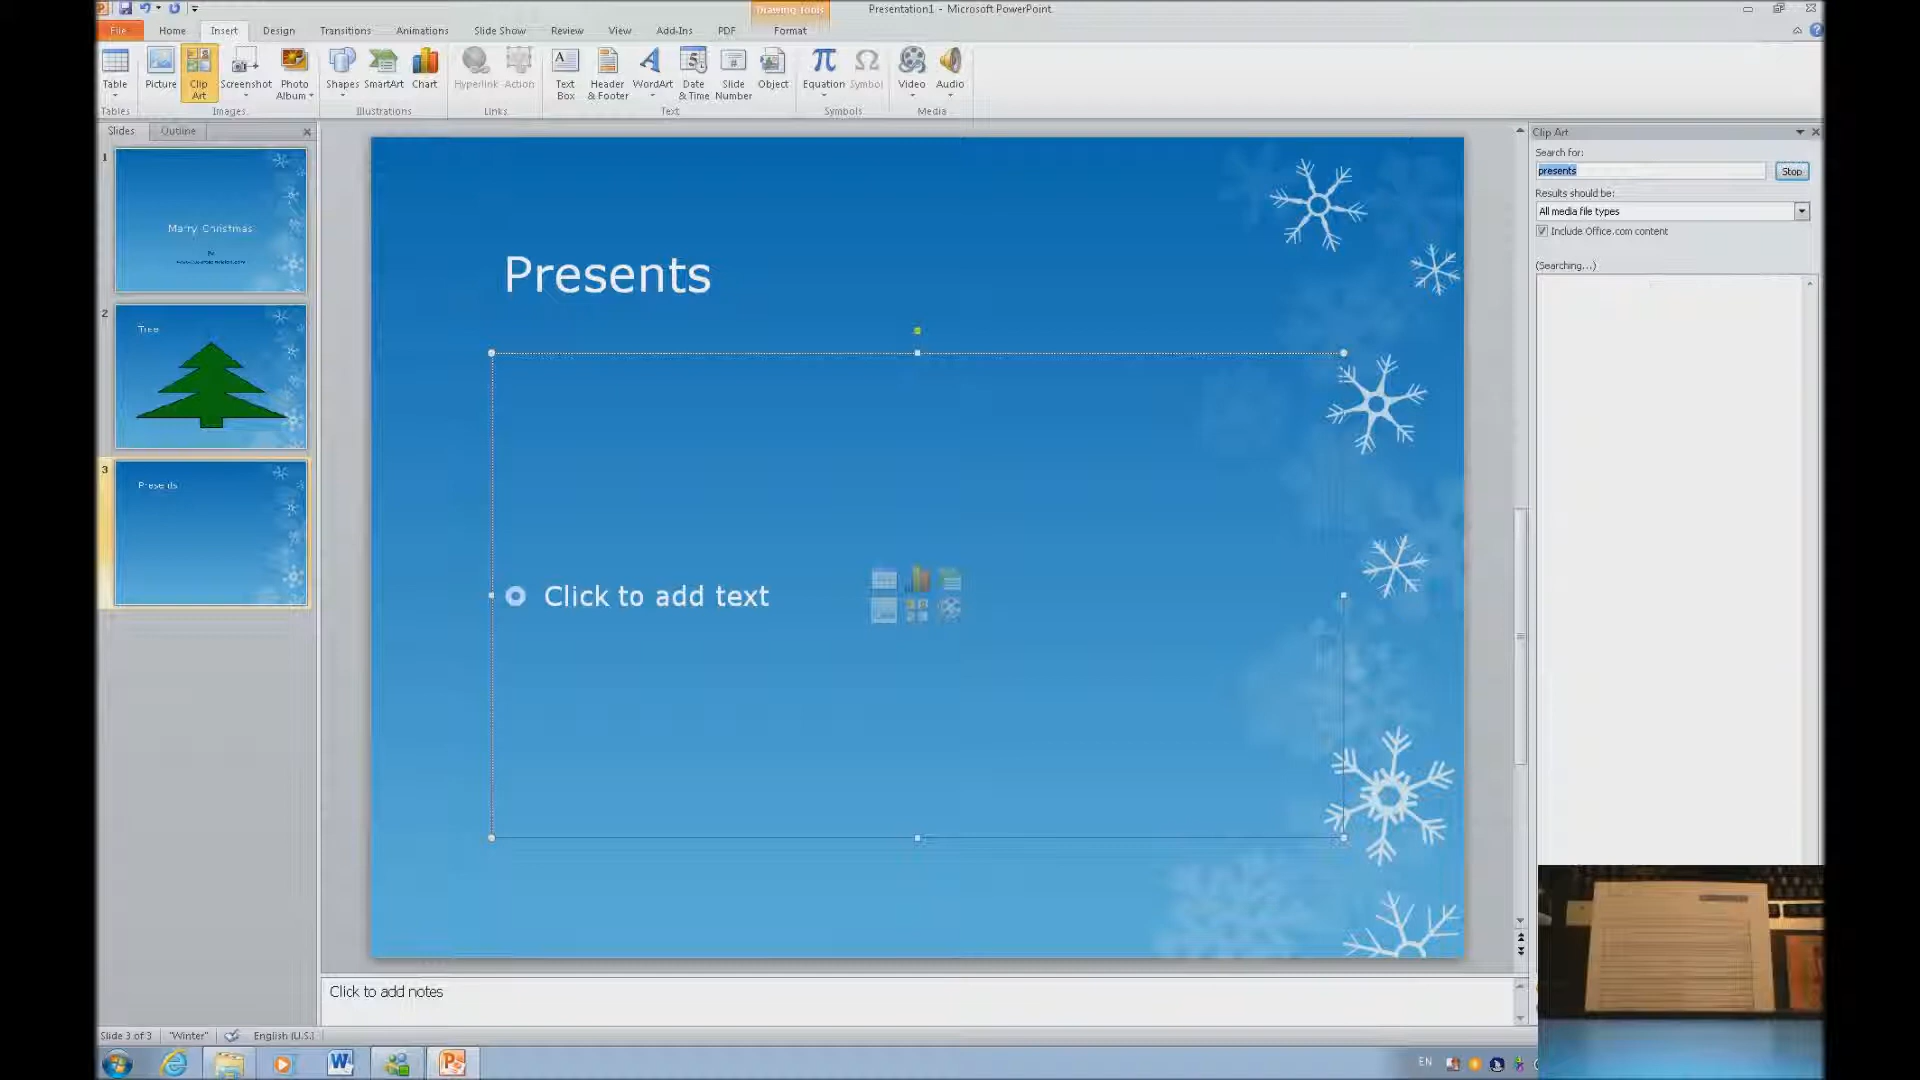 Drawing Tools
Presentation1 - Microsoft PowerPoint
File Home Insert Design Transitions Animations Slide Show Review View Add-Ins PDF Format
Table Picture Clip Art Screenshot Photo Album Shapes SmartArt Chart Hyperlink Action Text Box Header & Footer WordArt Date & Time Slide Number Object Equation Symbol Video Audio
Tables Images Illustrations Links Text Symbols Media
Slides Outline
1
Marry Christmas
2
Tree
3
Presents
Presents
Click to add text
Clip Art
Search for:
presents
Stop
Results should be:
All media file types
Include Office.com content
(Searching...)
Click to add notes
Slide 3 of 3 "Winter" English (U.S.)
EN